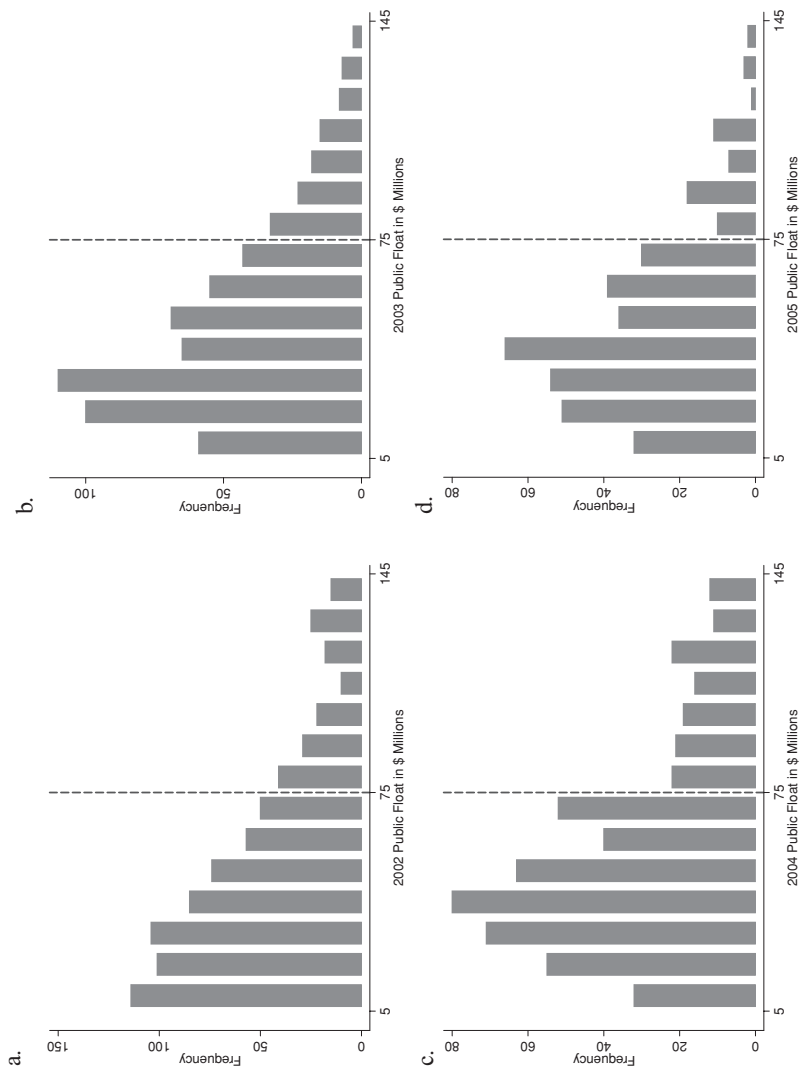 a.
150
100
50
0
Frequency
5
75
145
2002 Public Float in $ Millions
b.
100
50
0
Frequency
5
75
145
2003 Public Float in $ Millions
c.
80
60
40
20
0
Frequency
5
75
145
2004 Public Float in $ Millions
d.
80
60
40
20
0
Frequency
5
75
145
2005 Public Float in $ Millions